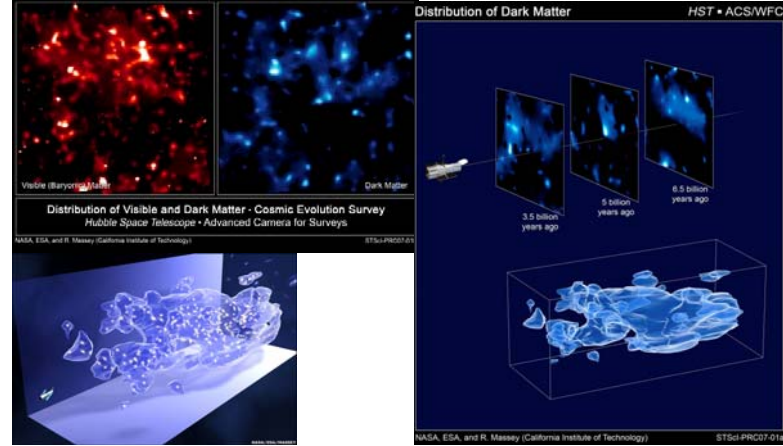 Visible (Baryonic) Matter
Dark Matter
Distribution of Visible and Dark Matter - Cosmic Evolution Survey
Hubble Space Telescope • Advanced Camera for Surveys
NASA, ESA, and R. Massey (California Institute of Technology)
STScI-PRC07-01
NASA/ESA/MASSEY
Distribution of Dark Matter
HST • ACS/WFC
3.5 billion
years ago
5 billion
years ago
6.5 billion
years ago
NASA, ESA, and R. Massey (California Institute of Technology)
STScI-PRC07-01